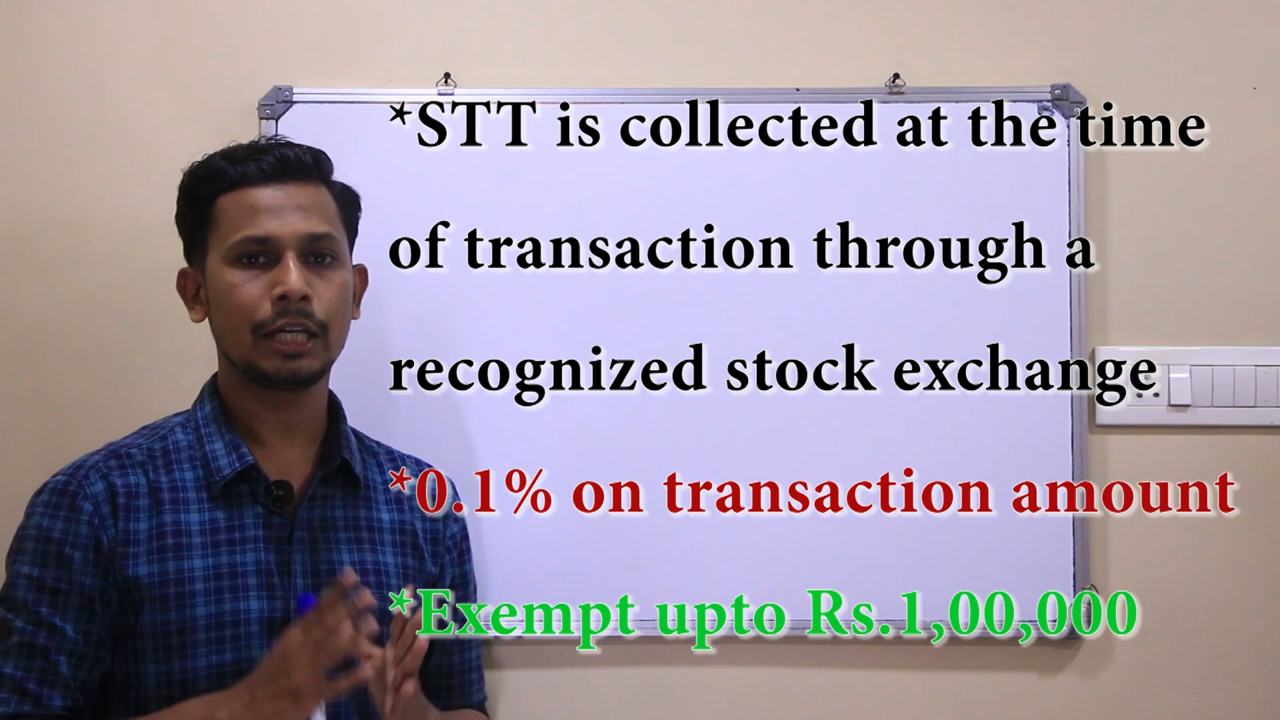 *STT is collected at the time
of transaction through a
recognized stock exchange
*0.1% on transaction amount
*Exempt upto Rs.1,00,000